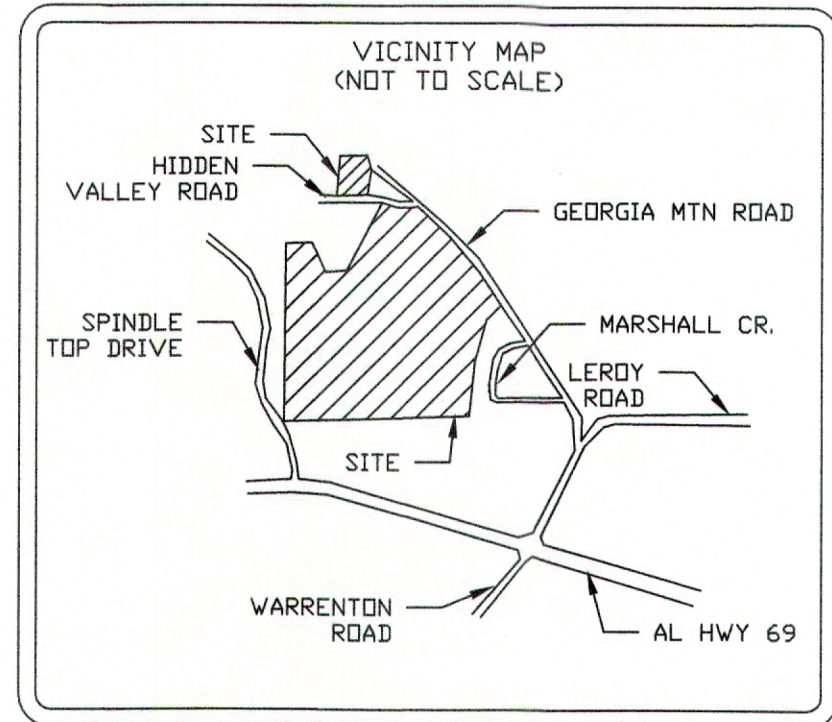 VICINITY MAP
(NOT TO SCALE)
SITE
HIDDEN
VALLEY ROAD
GEORGIA MTN ROAD
SPINDLE
TOP DRIVE
MARSHALL CR.
LEROY
ROAD
SITE
WARRENTON
ROAD
AL HWY 69